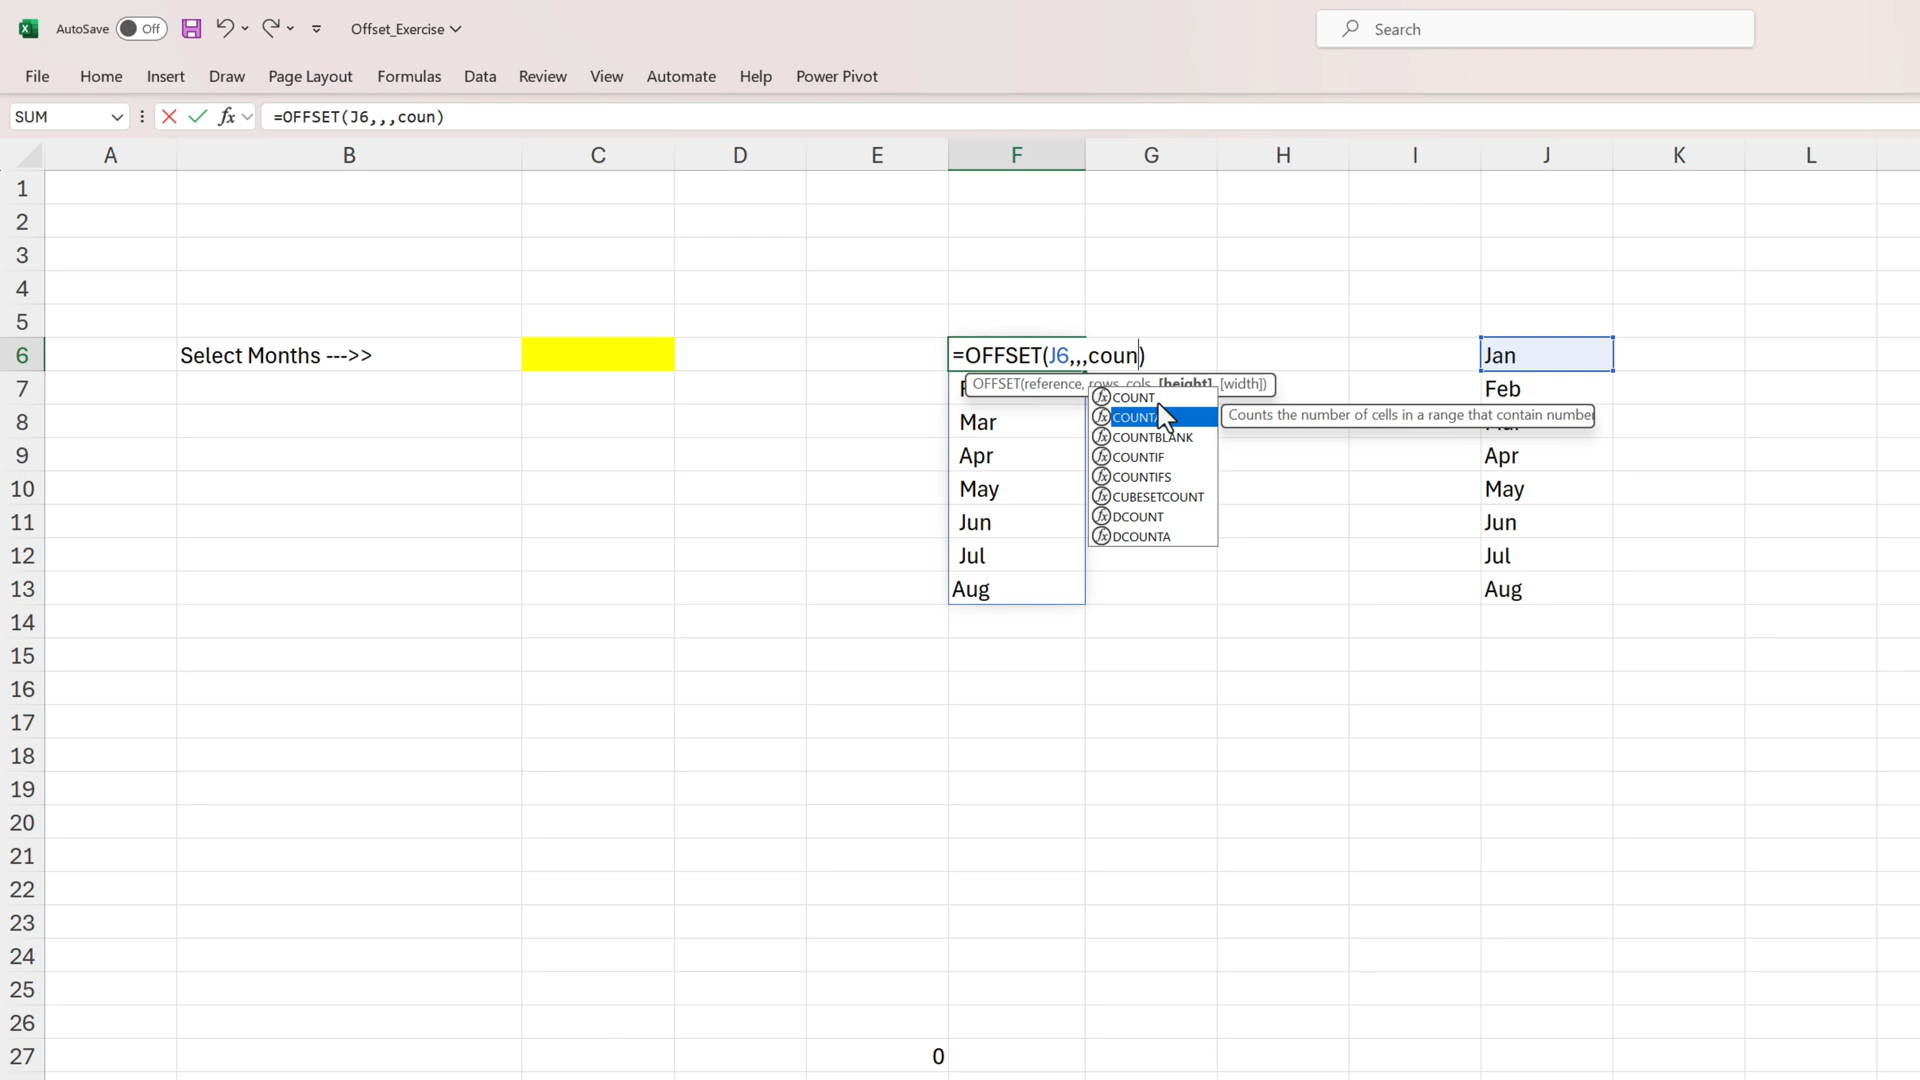 AutoSave Off Offset_Exercise Search
File Home Insert Draw Page Layout Formulas Data Review View Automate Help Power Pivot
SUM fx =OFFSET(J6,,,coun)
A B C D E F G H I J K L
1
2
3
4
5
6 Select Months --->> =OFFSET(J6,,,coun) Jan
OFFSET(reference, rows, cols, [height], [width])
7 Feb
COUNT
COUNTA Counts the number of cells in a range that contain number
8 Mar
COUNTBLANK
9 Apr COUNTIF Apr
COUNTIFS
10 May CUBESETCOUNT May
11 Jun DCOUNT Jun
DCOUNTA
12 Jul Jul
13 Aug Aug
14
15
16
17
18
19
20
21
22
23
24
25
26
27 0